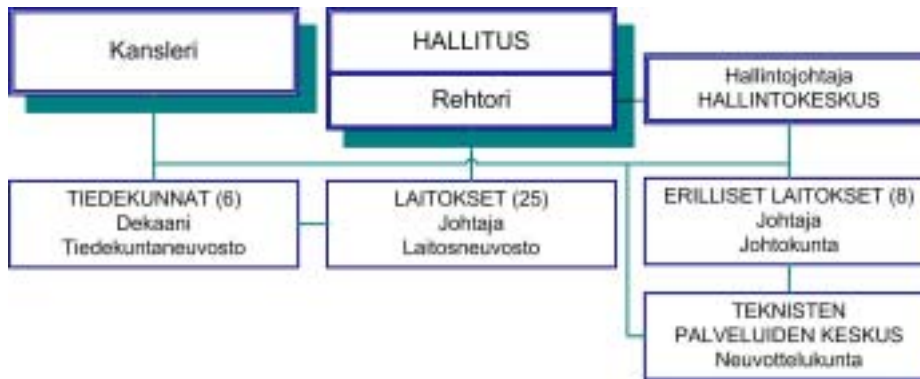 Kansleri
HALLITUS
Rehtori
Hallintojohtaja
HALLINTOKESKUS
TIEDEKUNNAT (6)
Dekaani
Tiedekuntaneuvosto
LAITOKSET (25)
Johtaja
Laitosneuvosto
ERILLISET LAITOKSET (8)
Johtaja
Johtokunta
TEKNISTEN
PALVELUIDEN KESKUS
Neuvottelukunta